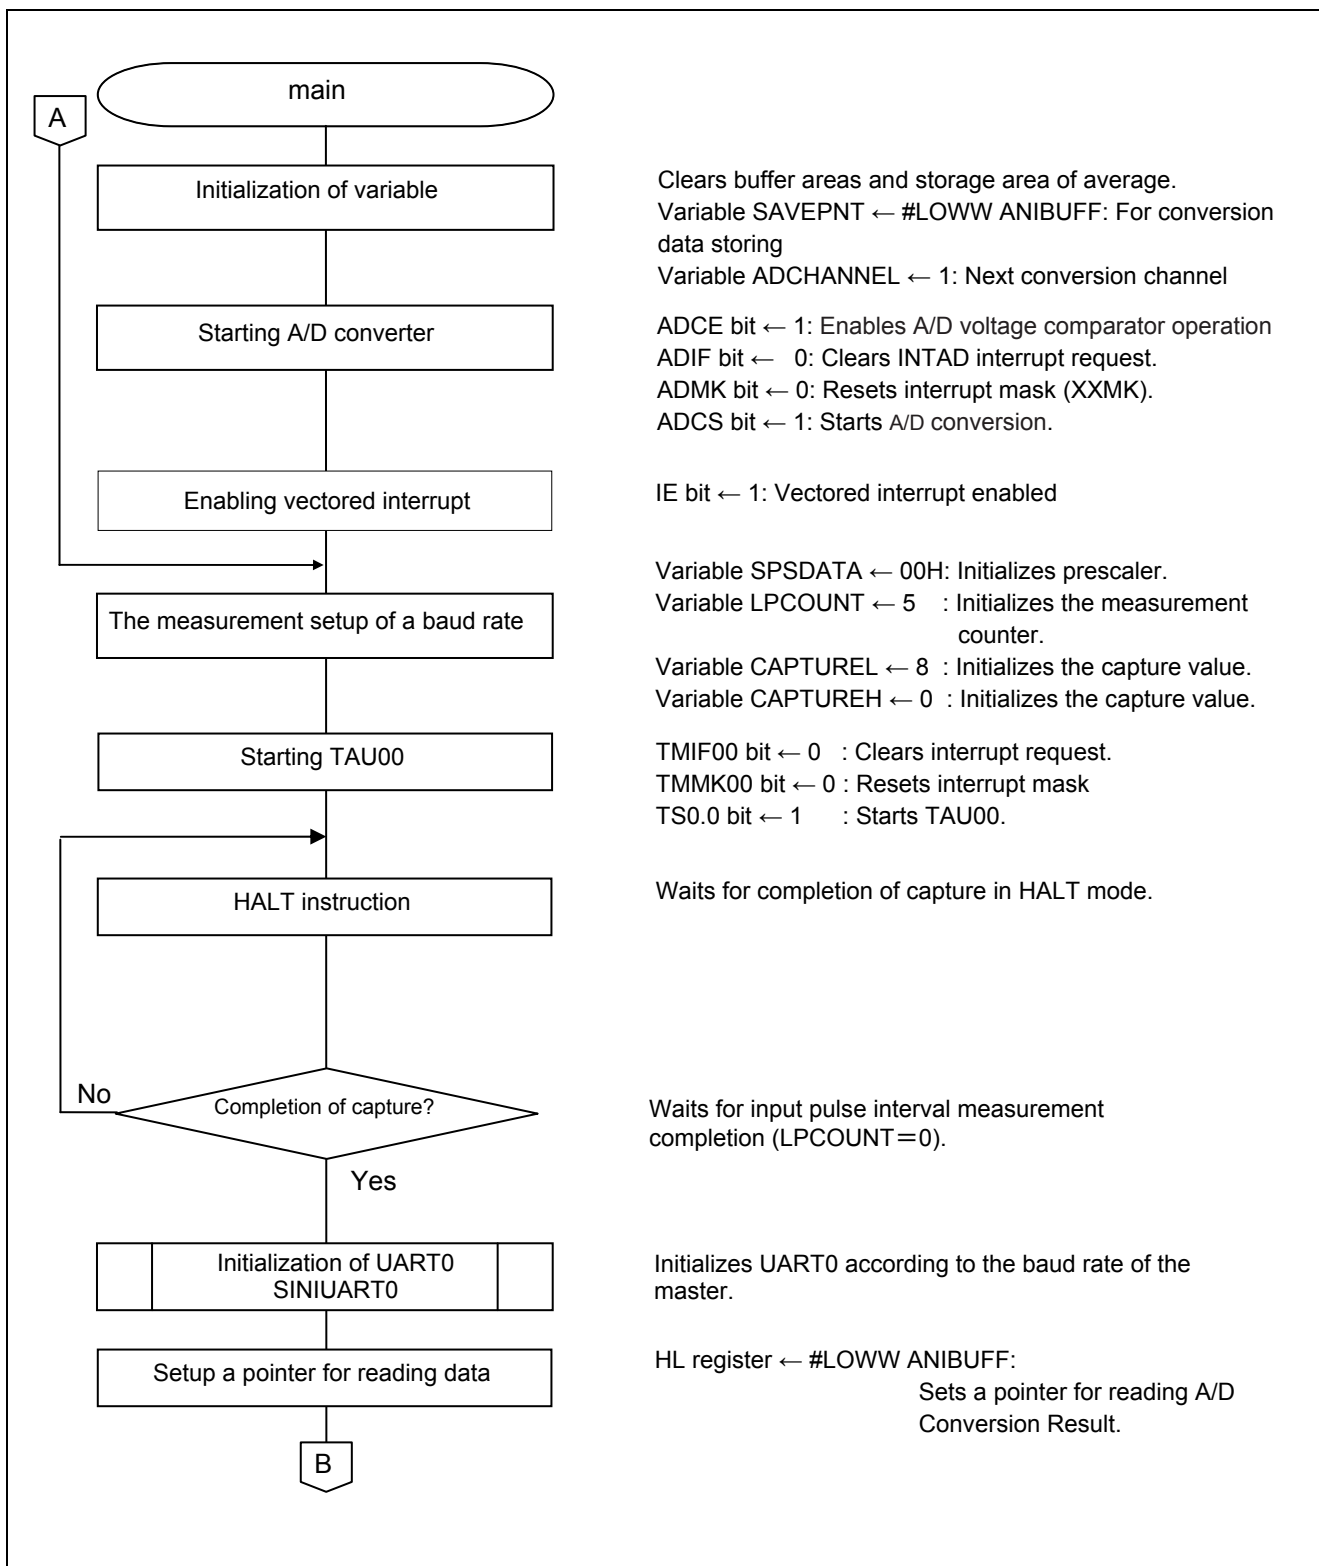 main
A
Initialization of variable
Clears buffer areas and storage area of average.
Variable SAVEPNT ← #LOWW ANIBUFF: For conversion
data storing
Variable ADCHANNEL ← 1: Next conversion channel
Starting A/D converter
ADCE bit ← 1: Enables A/D voltage comparator operation
ADIF bit ← 0: Clears INTAD interrupt request.
ADMK bit ← 0: Resets interrupt mask (XXMK).
ADCS bit ← 1: Starts A/D conversion.
Enabling vectored interrupt
IE bit ← 1: Vectored interrupt enabled
The measurement setup of a baud rate
Variable SPSDATA ← 00H: Initializes prescaler.
Variable LPCOUNT ← 5 : Initializes the measurement
counter.
Variable CAPTUREL ← 8 : Initializes the capture value.
Variable CAPTUREH ← 0 : Initializes the capture value.
Starting TAU00
TMIF00 bit ← 0 : Clears interrupt request.
TMMK00 bit ← 0 : Resets interrupt mask
TS0.0 bit ← 1 : Starts TAU00.
HALT instruction
Waits for completion of capture in HALT mode.
No
Completion of capture?
Waits for input pulse interval measurement
completion (LPCOUNT＝0).
Yes
Initialization of UART0
SINIUART0
Initializes UART0 according to the baud rate of the
master.
Setup a pointer for reading data
HL register ← #LOWW ANIBUFF:
Sets a pointer for reading A/D
Conversion Result.
B